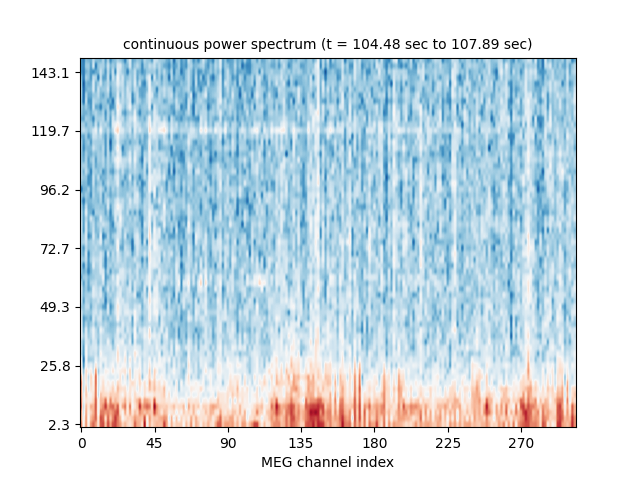 continuous power spectrum (t = 104.48 sec to 107.89 sec)
143.1
119.7
96.2
72.7
49.3
25.8
2.3
0 45 90 135 180 225 270
MEG channel index